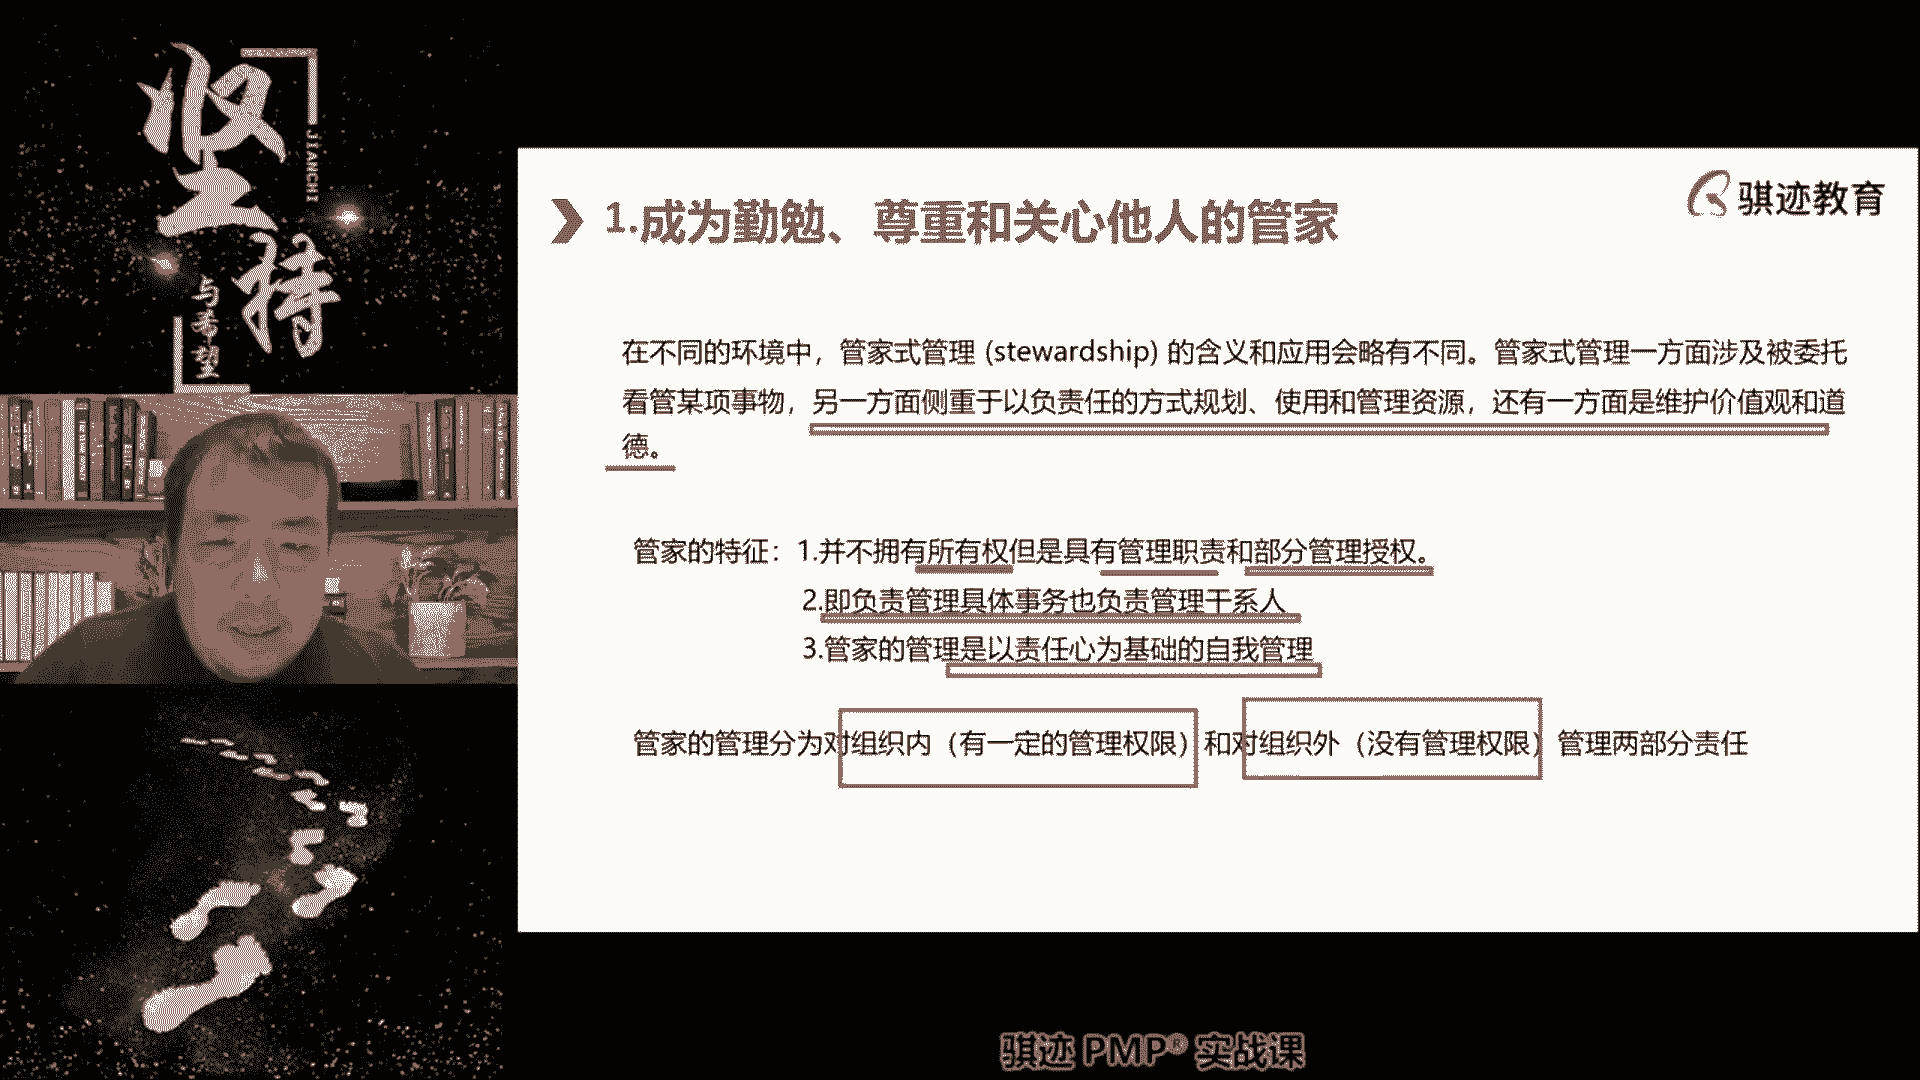 坚持
JIANCHI
与希望
骐迹教育
1.成为勤勉、尊重和关心他人的管家
在不同的环境中，管家式管理 (stewardship) 的含义和应用会略有不同。管家式管理一方面涉及被委托
看管某项事物，另一方面侧重于以负责任的方式规划、使用和管理资源，还有一方面是维护价值观和道
德。
管家的特征：1.并不拥有所有权但是具有管理职责和部分管理授权。
2.即负责管理具体事务也负责管理干系人
3.管家的管理是以责任心为基础的自我管理
管家的管理分为对组织内（有一定的管理权限）和对组织外（没有管理权限）管理两部分责任
骐迹 PMP® 实战课